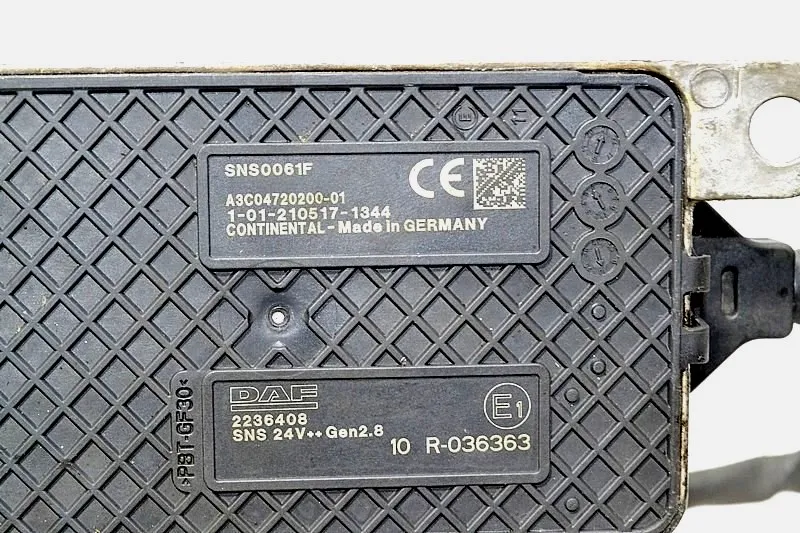 11
SNS0061F
CE
A3C04720200-01
1-01-210517-1344
CONTINENTAL - Made in GERMANY
DAF
2236408
SNS 24V++ Gen2.8
E1
10 R-036363
>PBT-GF30<